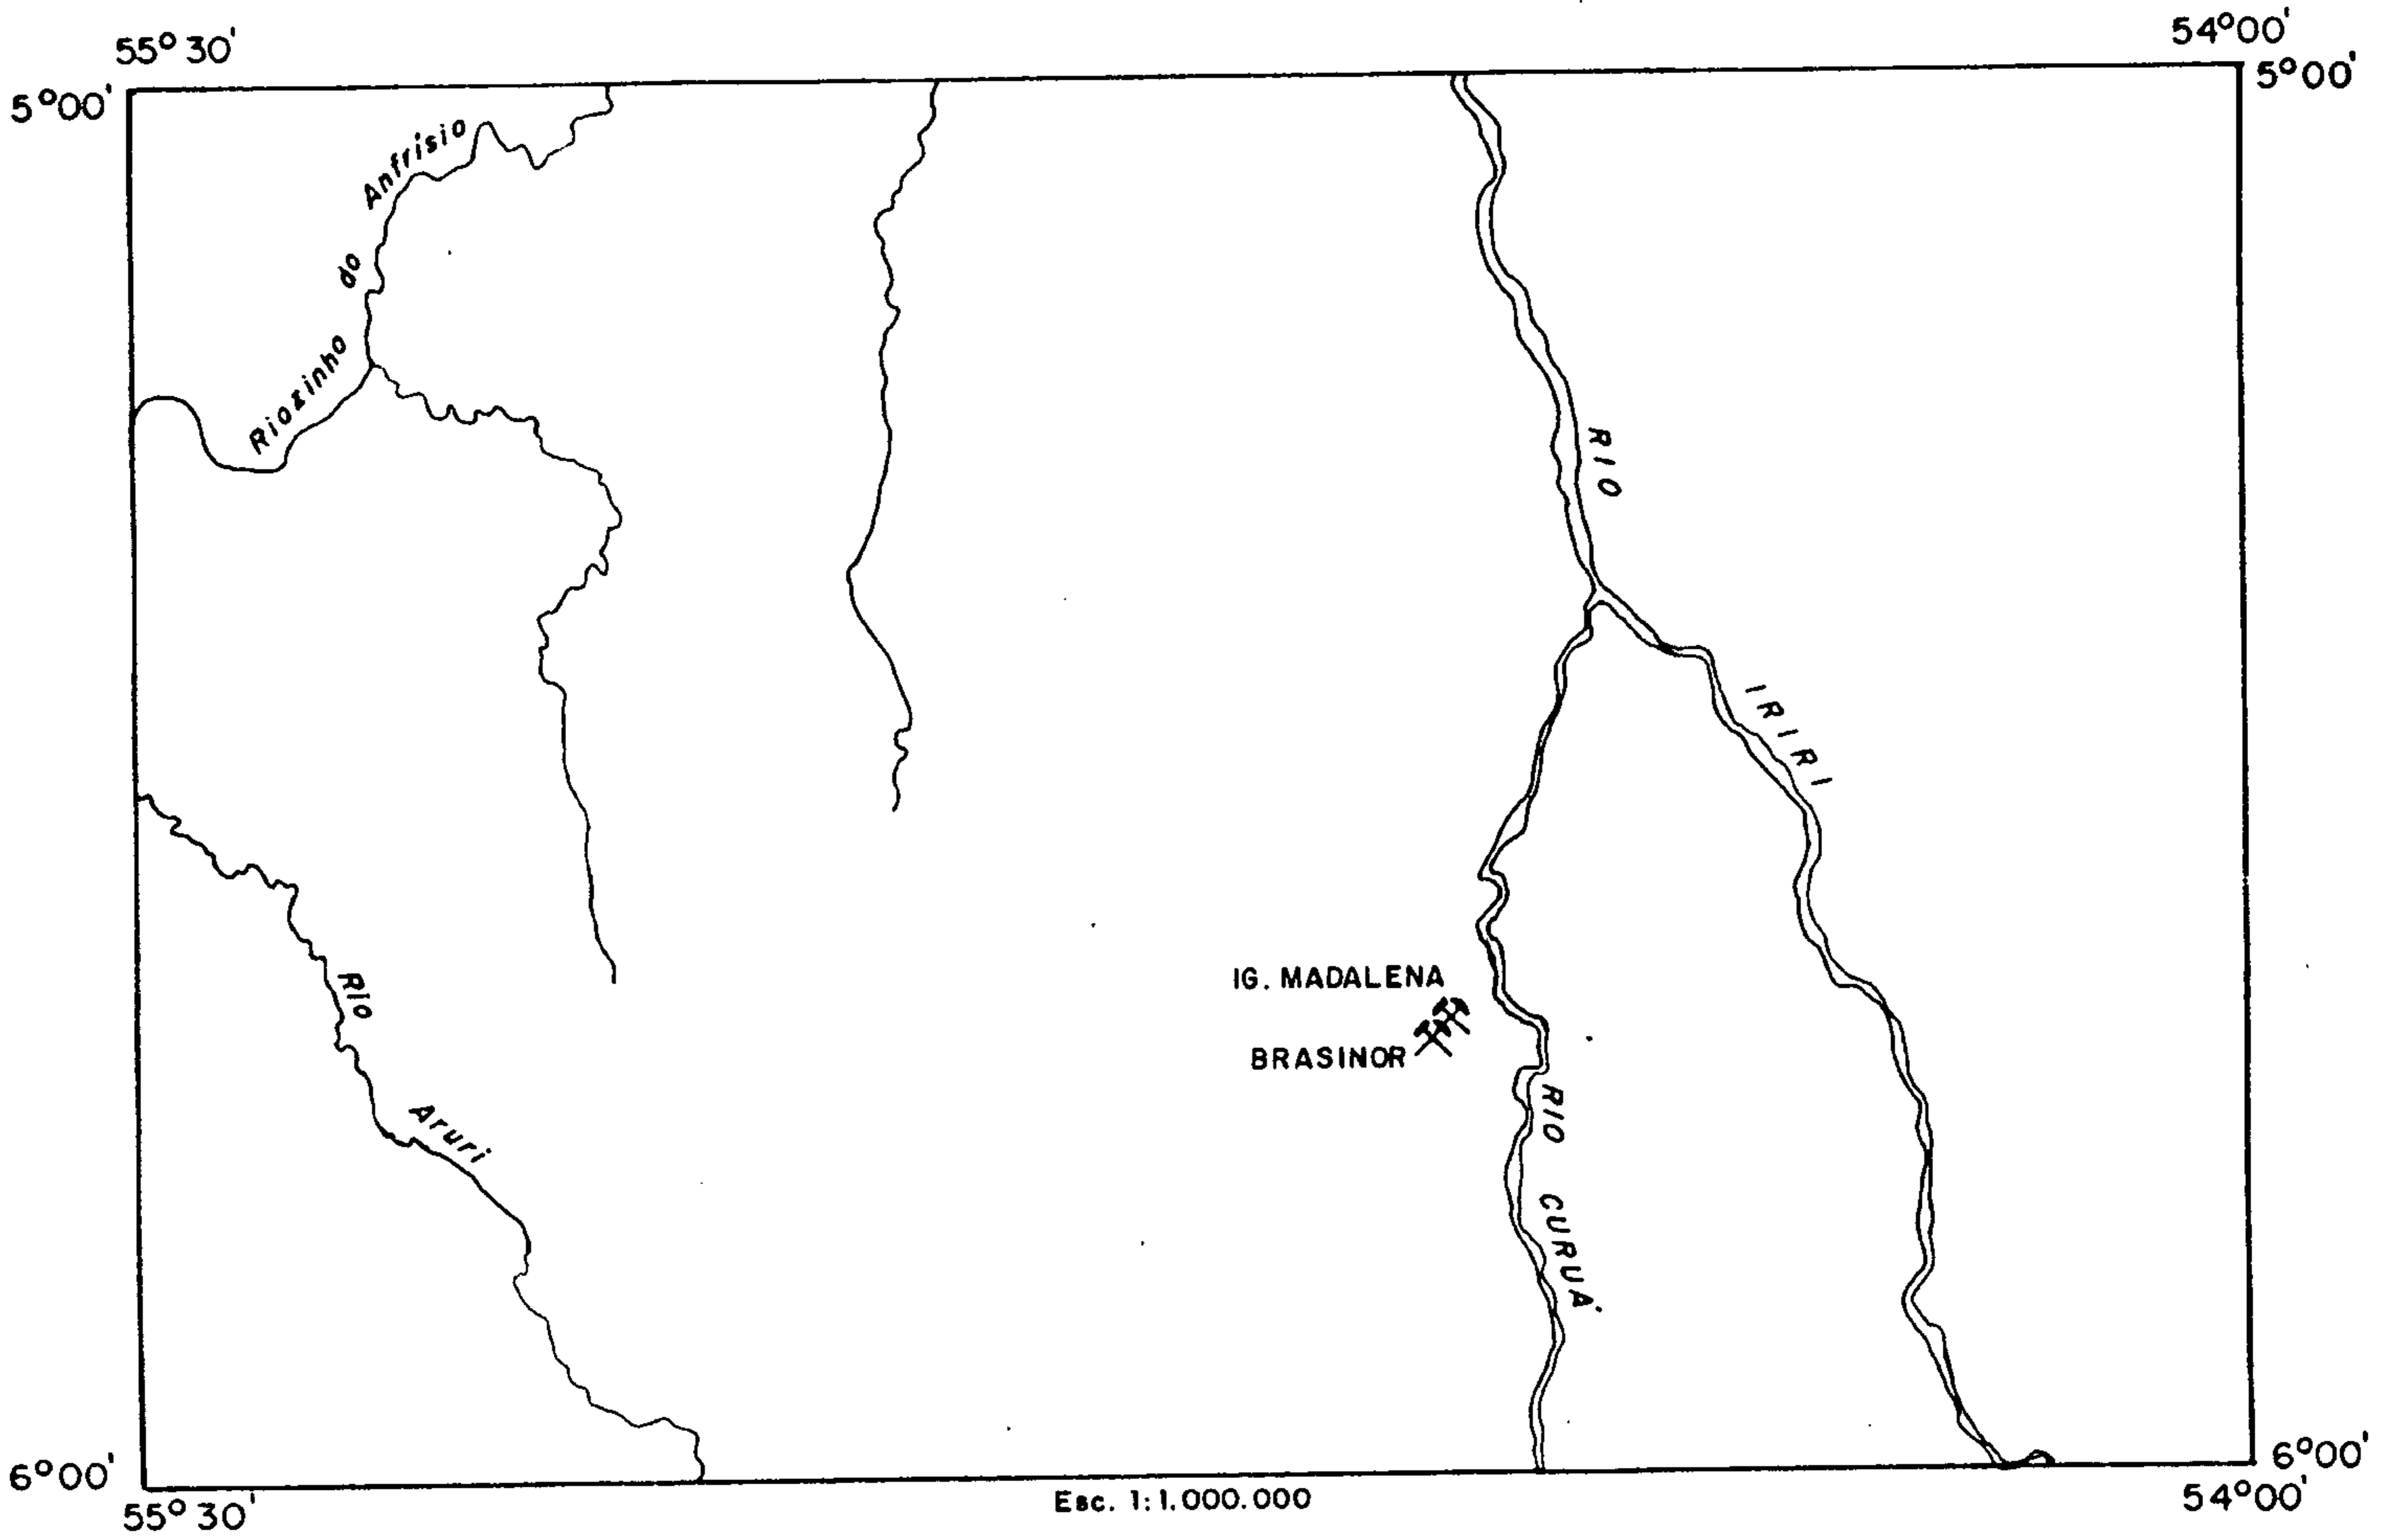 55° 30'
54°00'
5°00'
5°00'
Riozinho do Anfrísio
RIO IRIRI
IG. MADALENA
BRASINOR
Rio Aruri
RIO CURUÁ
6°00'
6°00'
55° 30'
Esc. 1:1.000.000
54°00'